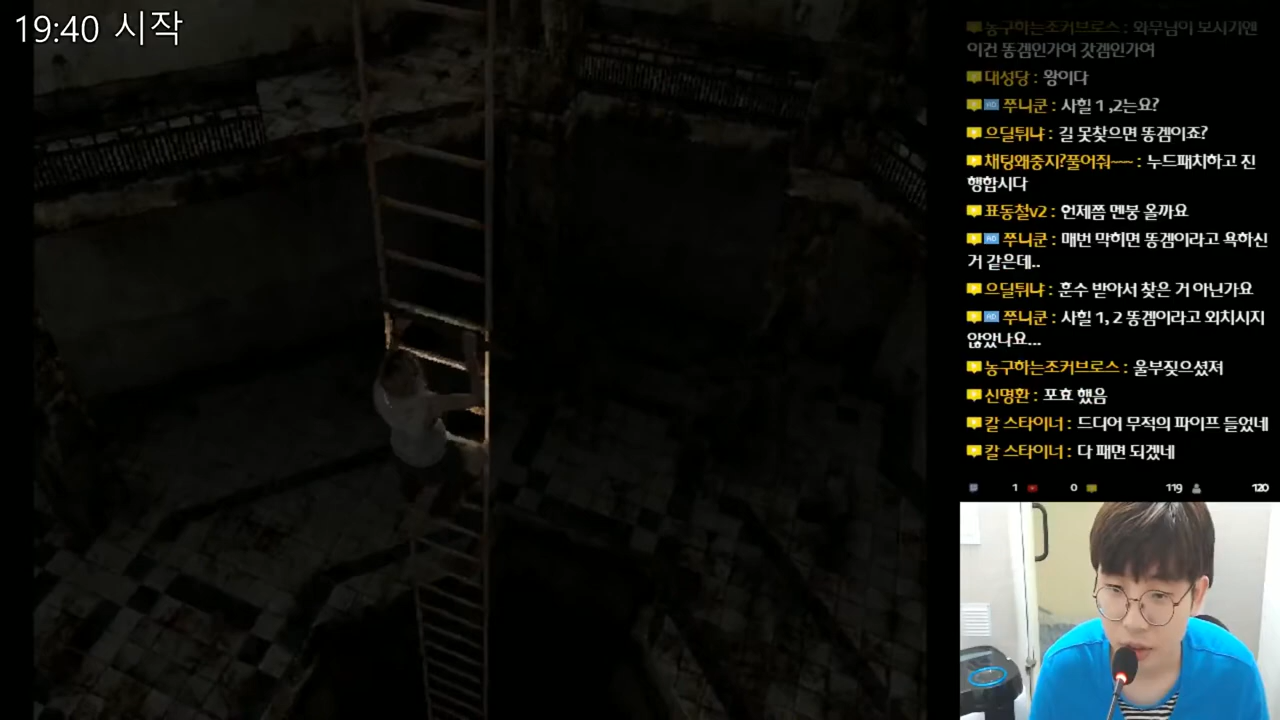 19:40 시작
농구하는조커브로스 : 와무님이 보시기엔
이건 똥겜인가여 갓겜인가여
대성당 : 왕이다
쭈니쿤 : 사힐 1 ,2는요?
으딜튀냐 : 길 못찾으면 똥겜이죠?
채팅왜중지?풀어줘~~ : 누드패치하고 진
행합시다
표동철v2 : 언제쯤 멘붕 올까요
쭈니쿤 : 매번 막히면 똥겜이라고 욕하신
거 같은데..
으딜튀냐 : 훈수 받아서 찾은 거 아닌가요
쭈니쿤 : 사힐 1, 2 똥겜이라고 외치시지
않았나요...
농구하는조커브로스 : 울부짖으셨져
신명환 : 포효 했음
칼 스타이너 : 드디어 무적의 파이프 들었네
칼 스타이너 : 다 패면 되겠네
1 0 119 120